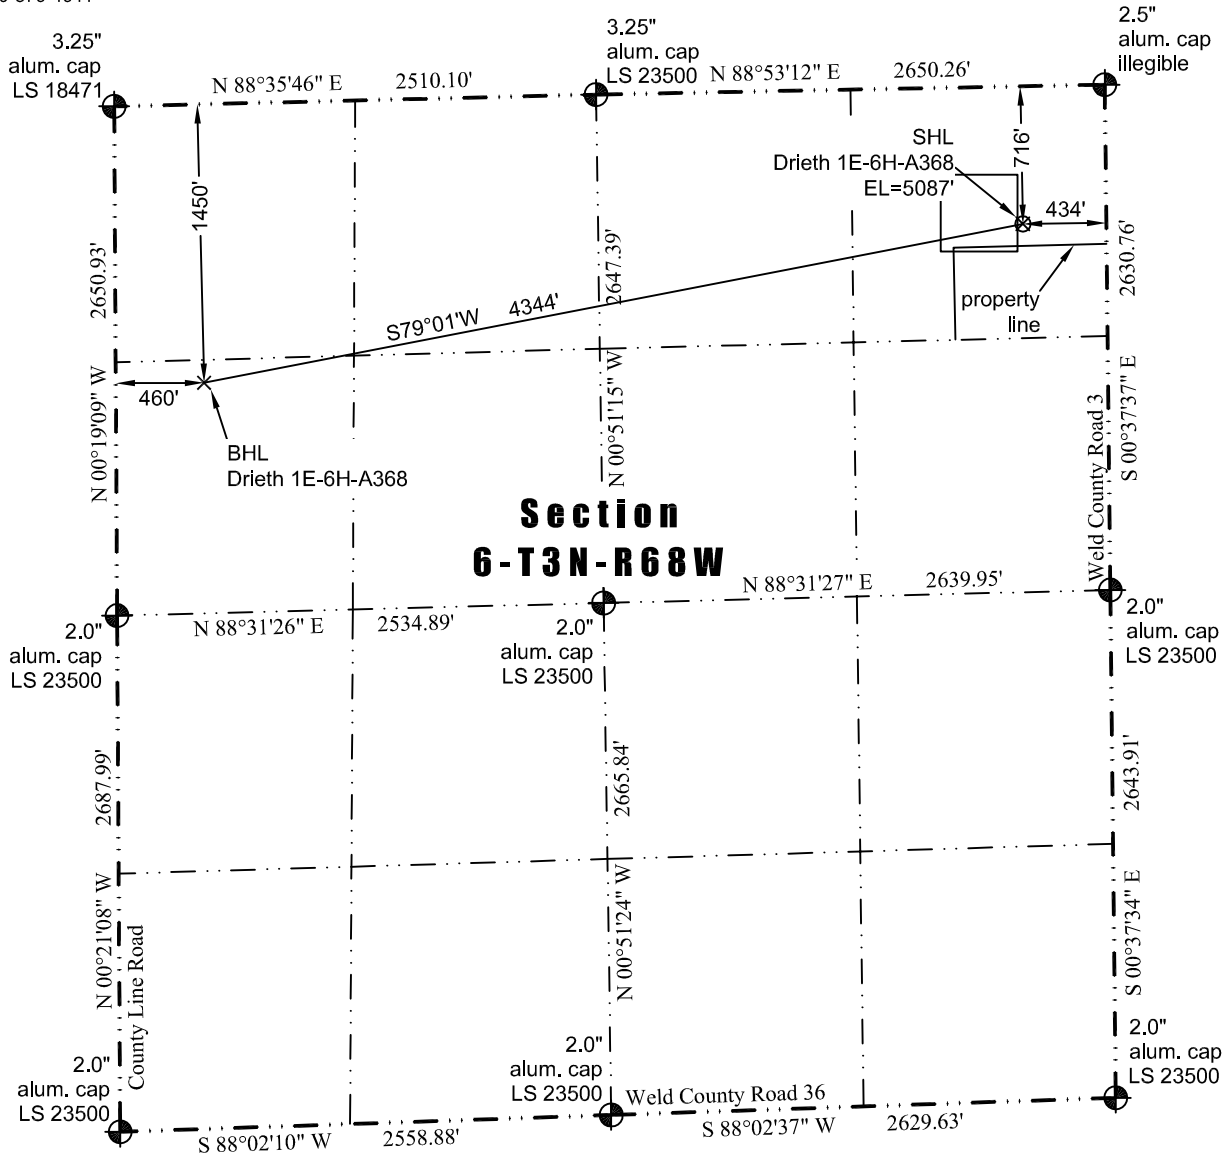 3.25"
alum. cap
LS 18471
N 88°35'46" E
2510.10'
3.25"
alum. cap
LS 23500
N 88°53'12" E
2650.26'
2.5"
alum. cap
illegible
1450'
SHL
Drieth 1E-6H-A368
EL=5087'
716'
434'
2650.93'
2647.39'
2630.76'
property
line
S79°01'W
4344'
460'
BHL
Drieth 1E-6H-A368
N 00°19'09" W
N 00°51'15" W
Weld County Road 3
S 00°37'37" E
Section
6-T3N-R68W
N 88°31'27" E
2639.95'
N 88°31'26" E
2534.89'
2.0"
alum. cap
LS 23500
2.0"
alum. cap
LS 23500
2.0"
alum. cap
LS 23500
2687.99'
2665.84'
2643.91'
N 00°21'08" W
County Line Road
N 00°51'24" W
S 00°37'34" E
2.0"
alum. cap
LS 23500
2.0"
alum. cap
LS 23500
Weld County Road 36
2.0"
alum. cap
LS 23500
S 88°02'10" W
2558.88'
S 88°02'37" W
2629.63'